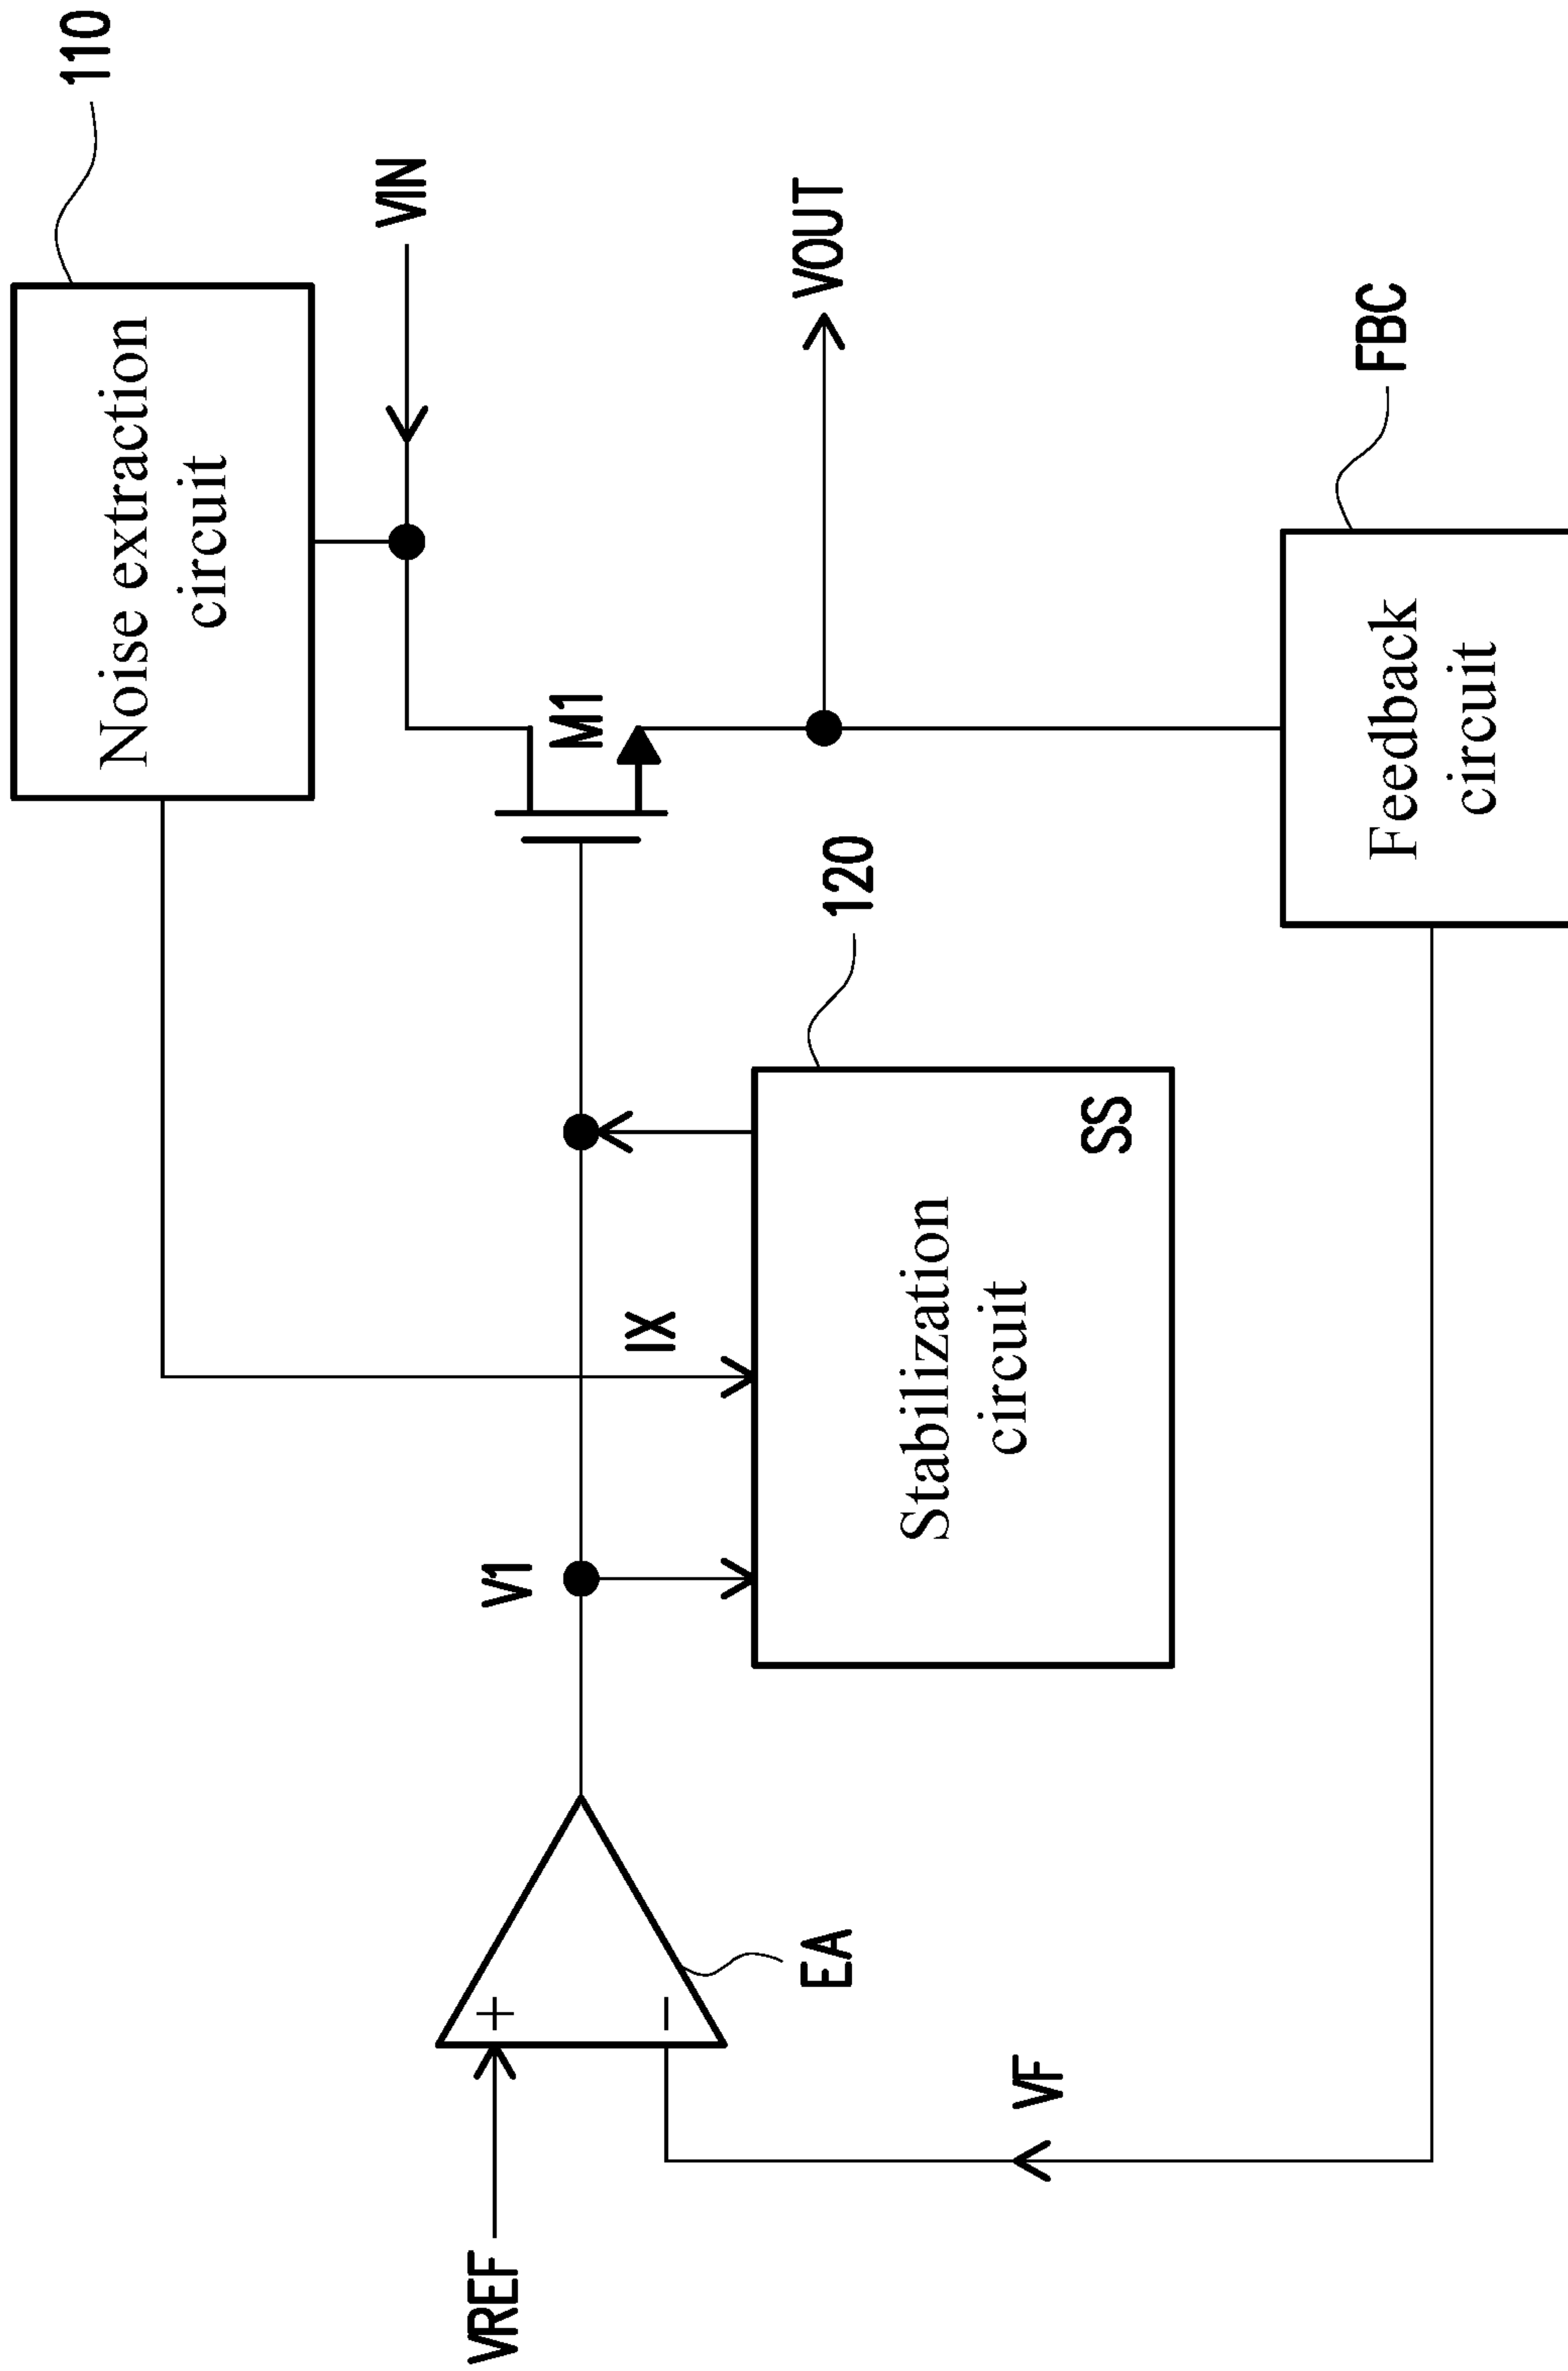 110
Noise extraction
circuit
VIN
M1
VOUT
120
IX
V1
SS
Stabilization
circuit
FBC
Feedback
circuit
VREF
+
−
EA
VF